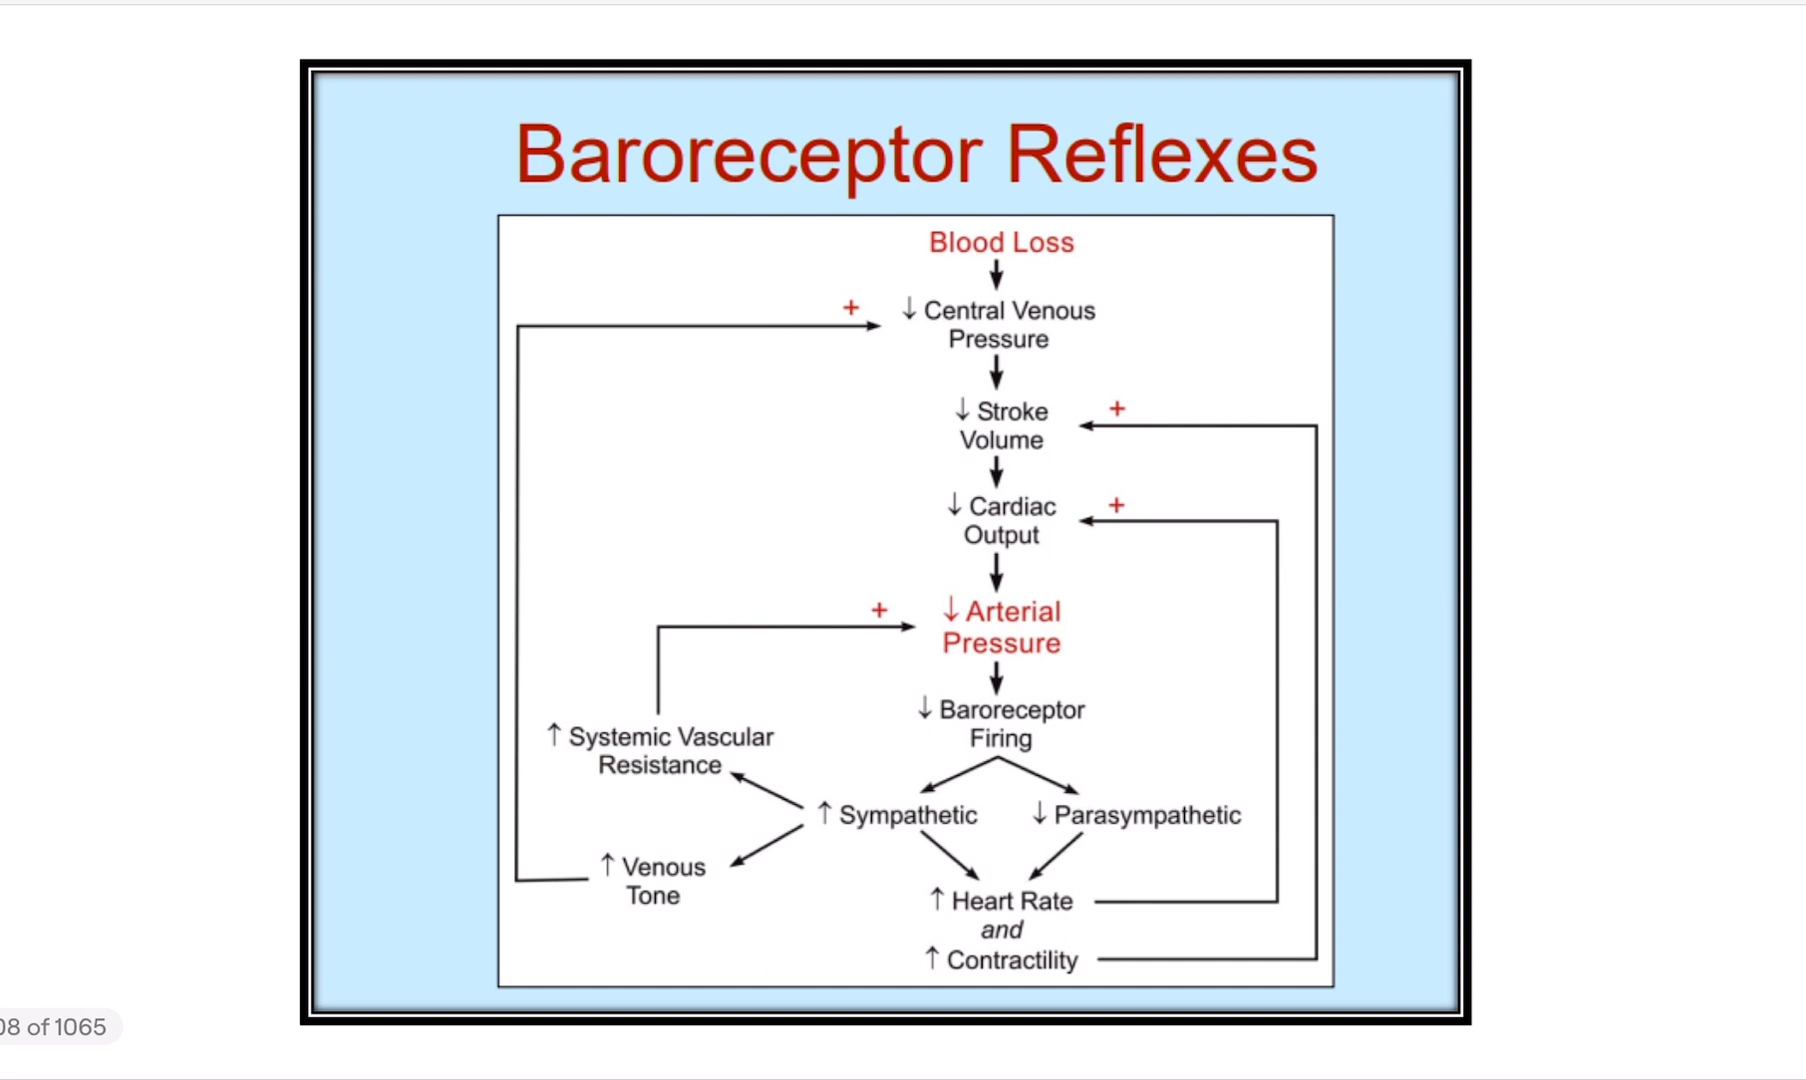 Baroreceptor Reflexes
Blood Loss
+
↓ Central Venous
Pressure
↓ Stroke
Volume
+
↓ Cardiac
Output
+
+
↓ Arterial
Pressure
↓ Baroreceptor
Firing
↑ Systemic Vascular
Resistance
↑ Sympathetic
↓ Parasympathetic
↑ Venous
Tone
↑ Heart Rate
and
↑ Contractility
08 of 1065